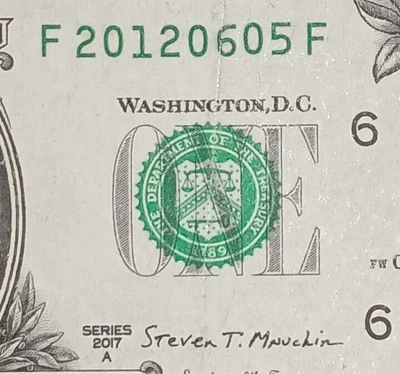 F 20120605 F
WASHINGTON, D.C.
6
THE DEPARTMENT OF THE TREASURY
1789
ONE
FW
6
SERIES
2017
A
Steven T. Mnuchin